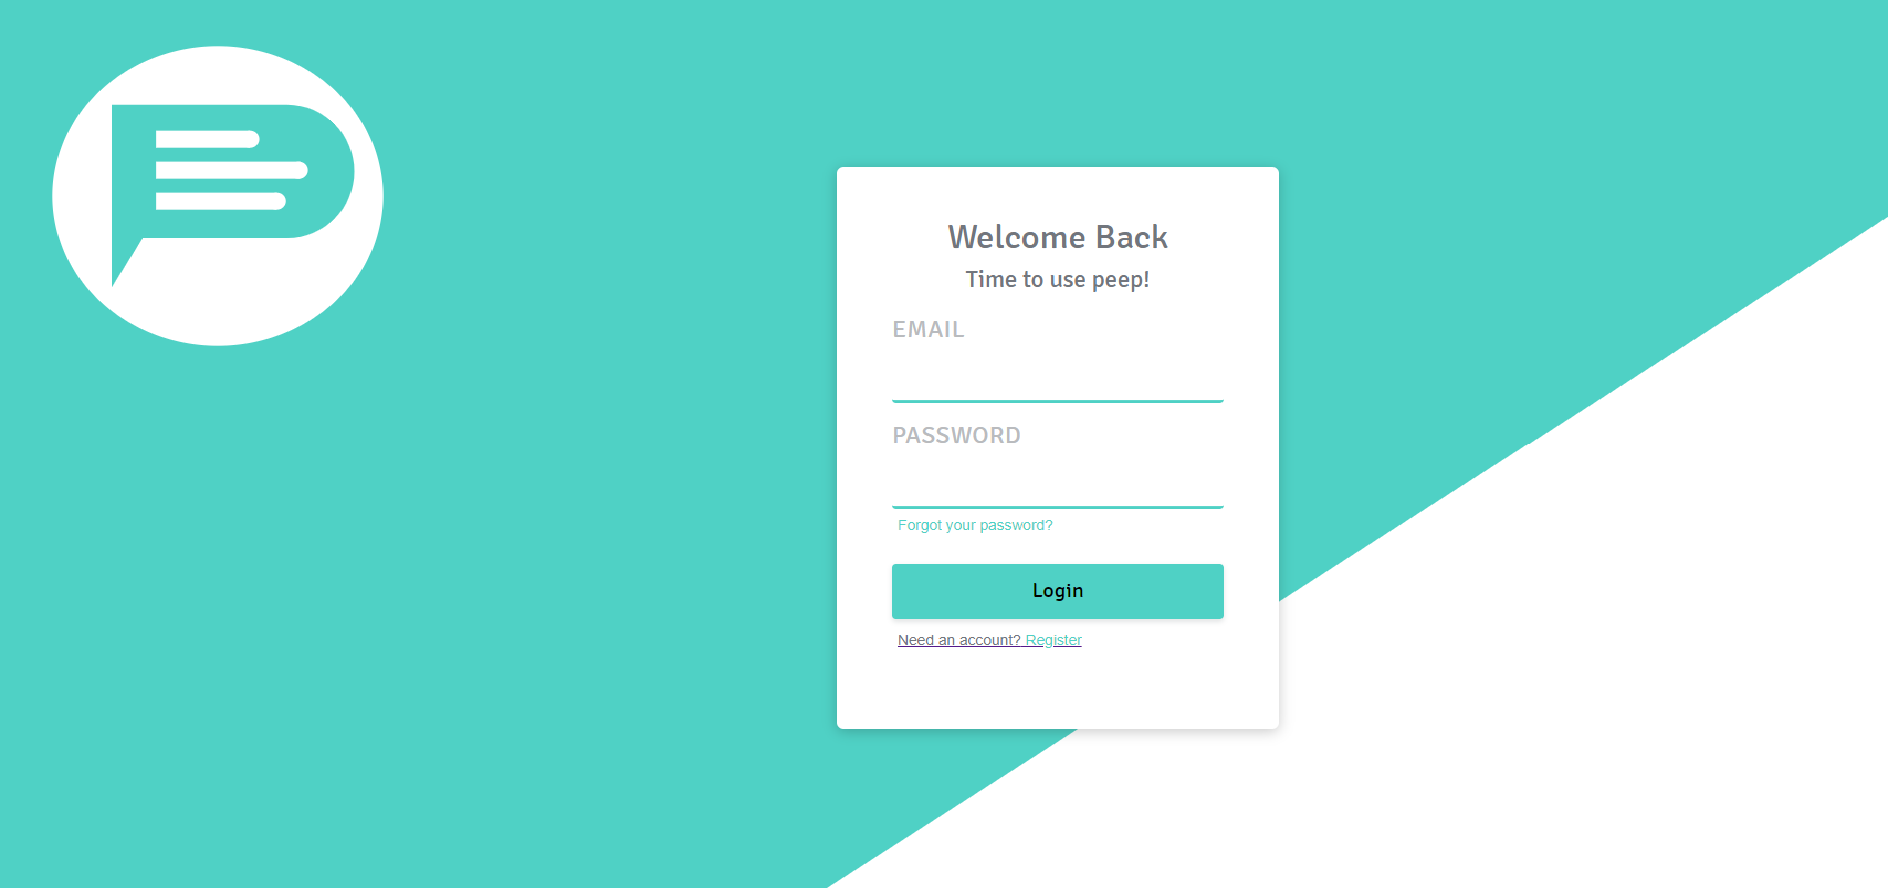 Welcome Back
Time to use peep!
EMAIL
PASSWORD
Forgot your password?
Login
Need an account? Register